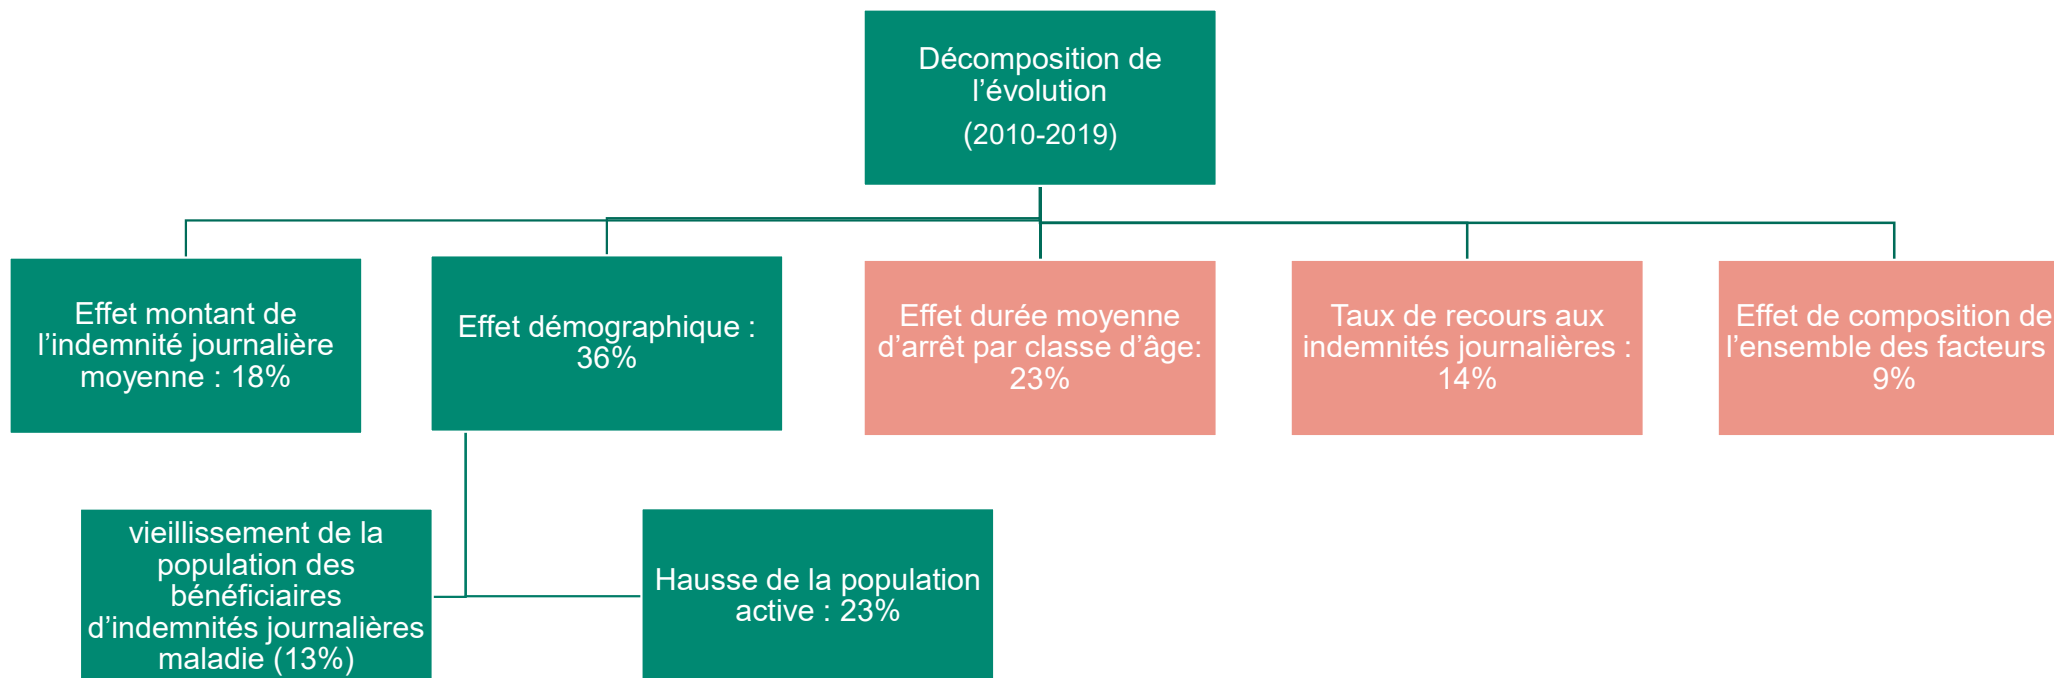 Décomposition de
l’évolution
(2010-2019)
Effet montant de
l’indemnité journalière
moyenne : 18%
Effet démographique :
36%
Effet durée moyenne
d’arrêt par classe d’âge:
23%
Taux de recours aux
indemnités journalières :
14%
Effet de composition de
l’ensemble des facteurs
9%
vieillissement de la
population des
bénéficiaires
d’indemnités journalières
maladie (13%)
Hausse de la population
active : 23%